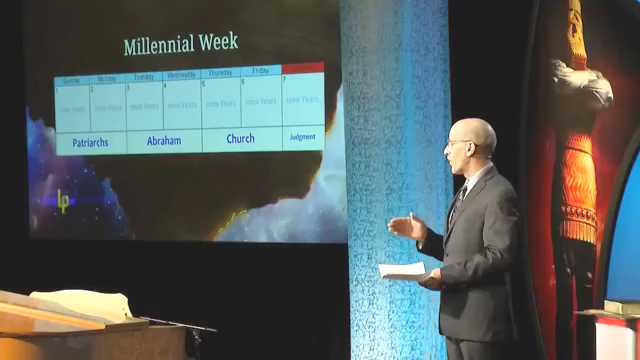 Millennial Week
Sunday Monday Tuesday Wednesday Thursday Friday
1 2 3 4 5 6 7
1000 Years 1000 Years 1000 Years 1000 Years 1000 Years 1000 Years 1000 Years
Patriarchs Abraham Church Judgment
lp